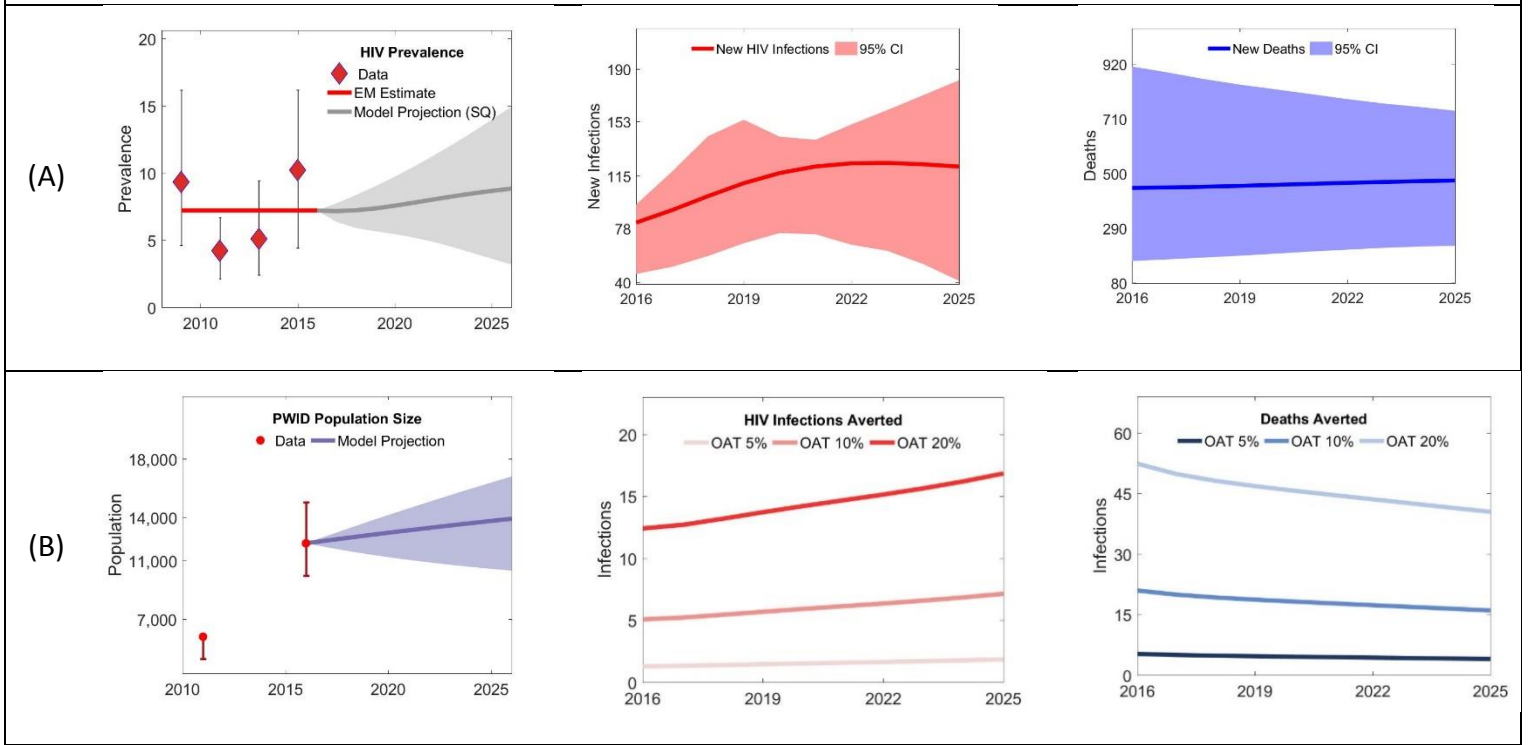 (A)
HIV Prevalence
Data
EM Estimate
Model Projection (SQ)
Prevalence
20
15
10
5
0
2010 2015 2020 2025
New HIV Infections 95% CI
New Infections
190
153
115
78
40
2016 2019 2022 2025
New Deaths 95% CI
Deaths
920
710
500
290
80
2016 2019 2022 2025
(B)
PWID Population Size
Data Model Projection
Population
18,000
14,000
11,000
7,000
2010 2015 2020 2025
HIV Infections Averted
OAT 5% OAT 10% OAT 20%
Infections
20
15
10
5
0
2016 2019 2022 2025
Deaths Averted
OAT 5% OAT 10% OAT 20%
Infections
60
45
30
15
0
2016 2019 2022 2025